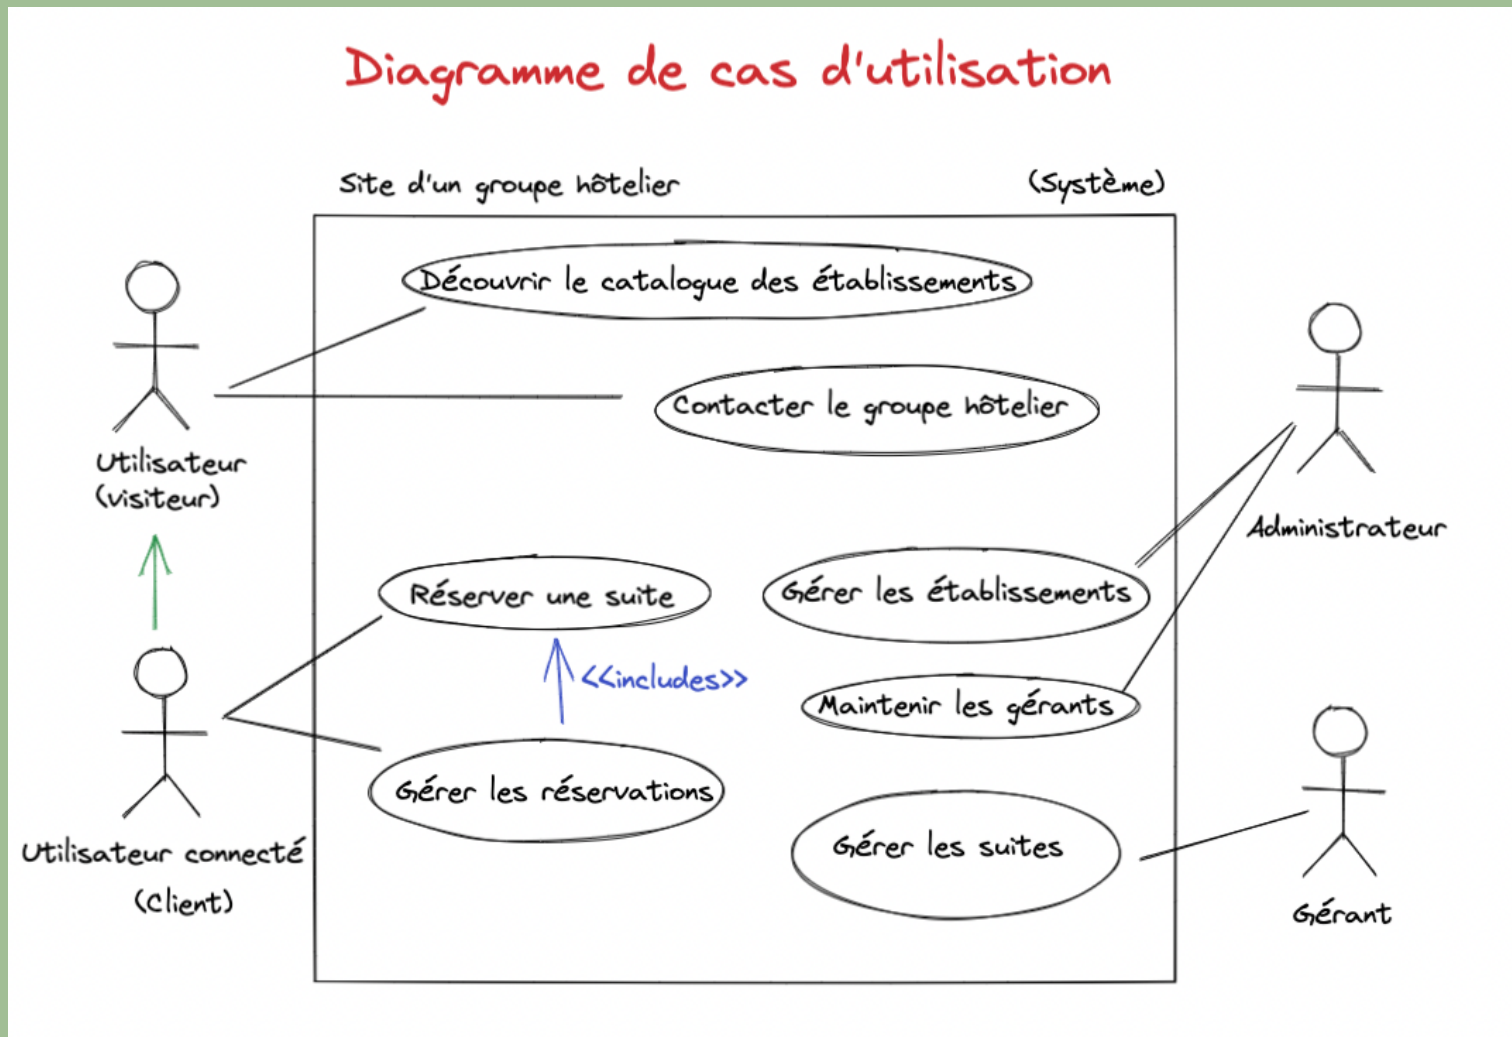 Diagramme de cas d'utilisation
Site d'un groupe hôtelier
(Système)
Découvrir le catalogue des établissements
Contacter le groupe hôtelier
Utilisateur
(visiteur)
Administrateur
Réserver une suite
Gérer les établissements
<<includes>>
Maintenir les gérants
Gérer les réservations
Gérer les suites
Utilisateur connecté
(Client)
Gérant